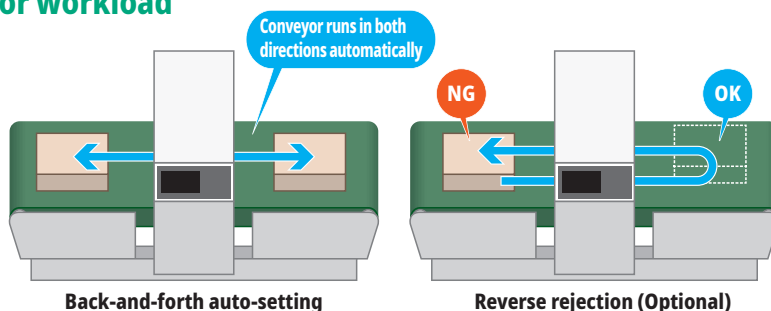 or workload
Conveyor runs in both
directions automatically
NG
OK
Back-and-forth auto-setting
Reverse rejection (Optional)